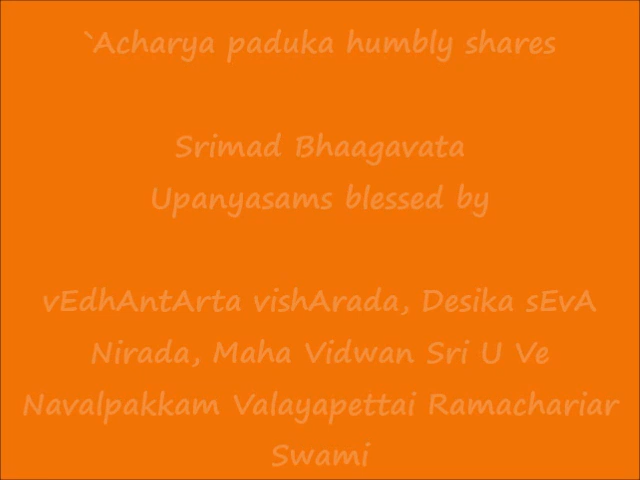 `Acharya paduka humbly shares
Srimad Bhaagavata
Upanyasams blessed by
vEdhAntArta vishArada, Desika sEvA
Nirada, Maha Vidwan Sri U Ve
Navalpakkam Valayapettai Ramachariar
Swami